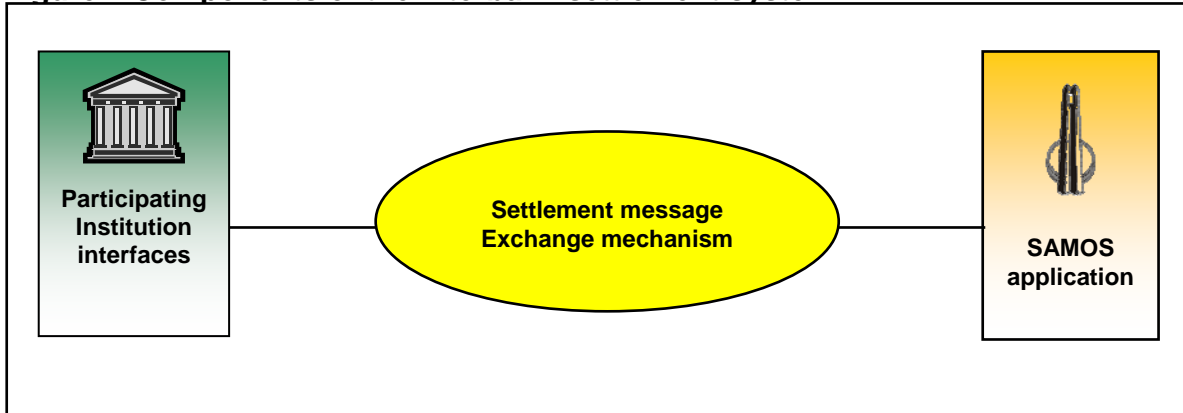 Participating
Institution
interfaces
Settlement message
Exchange mechanism
SAMOS
application